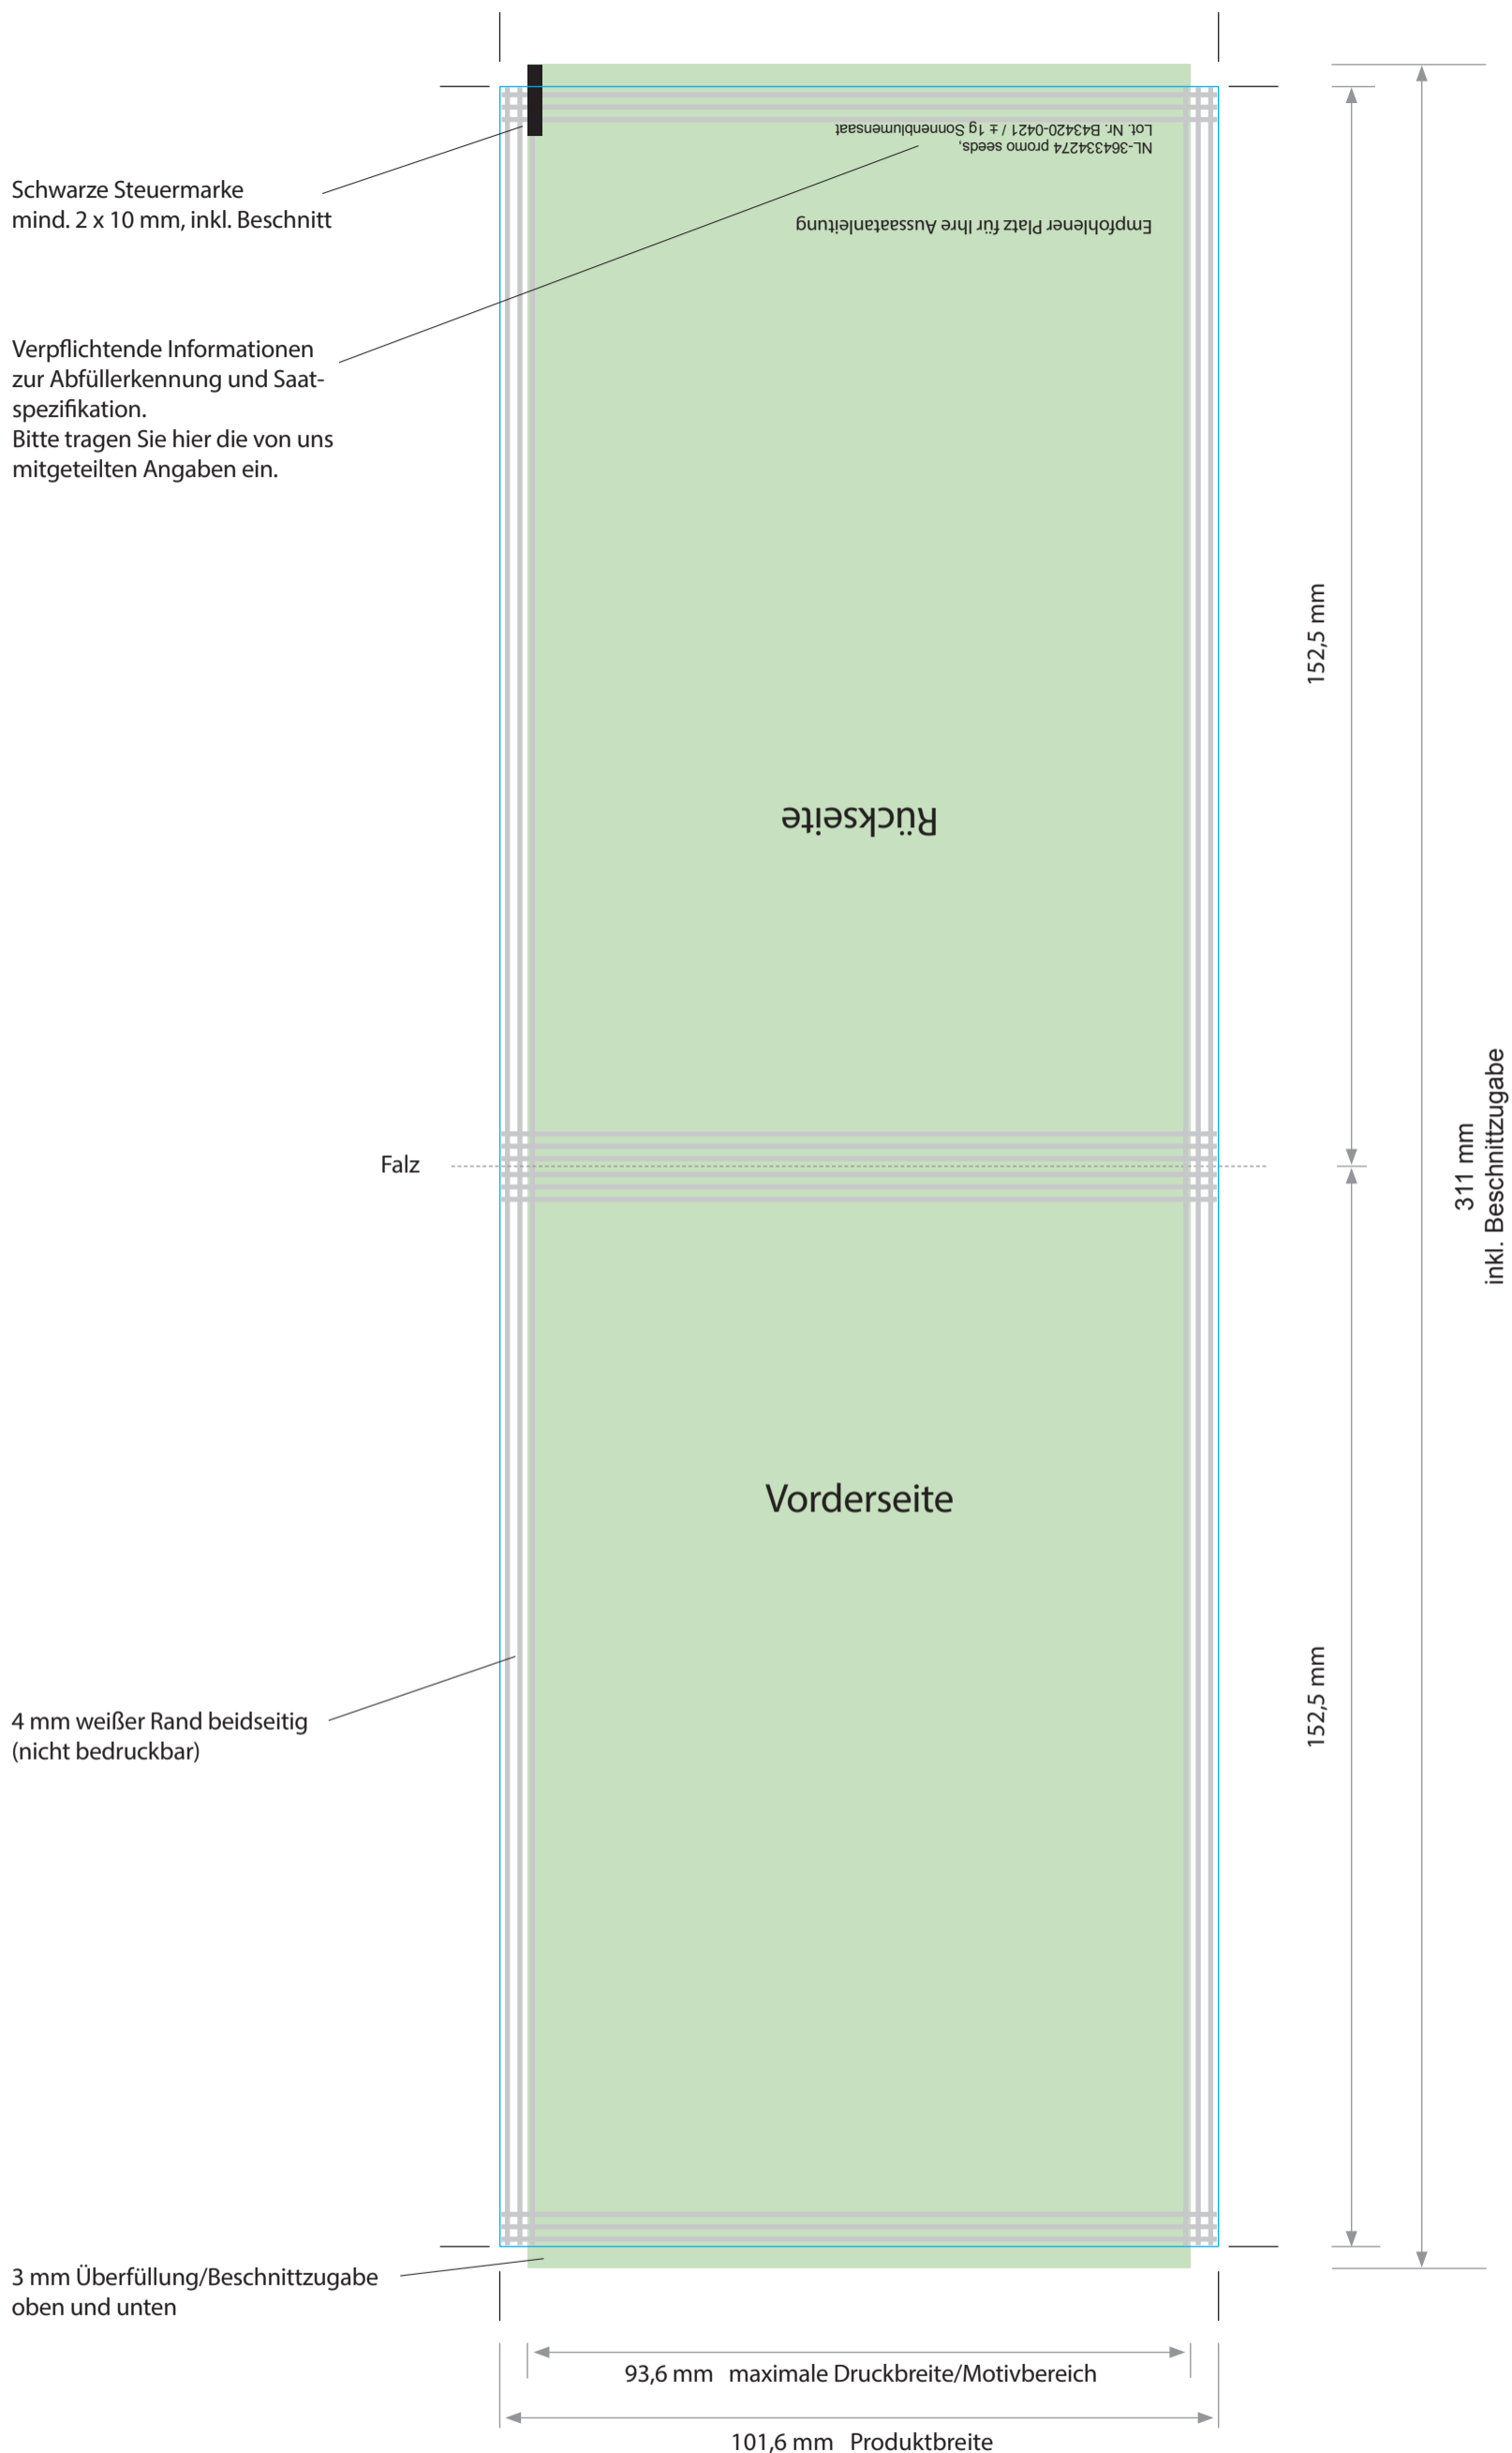 Schwarze Steuermarke
mind. 2 x 10 mm, inkl. Beschnitt
NL-364334274 promo seeds,
Lot. Nr. B43420-0421 / ± 1g Sonnenblumensaat
Empfohlener Platz für Ihre Aussaatanleitung
Verpflichtende Informationen
zur Abfüllerkennung und Saat-
spezifikation.
Bitte tragen Sie hier die von uns
mitgeteilten Angaben ein.
152,5 mm
Rückseite
311 mm
inkl. Beschnittzugabe
Falz
Vorderseite
152,5 mm
4 mm weißer Rand beidseitig
(nicht bedruckbar)
3 mm Überfüllung/Beschnittzugabe
oben und unten
93,6 mm maximale Druckbreite/Motivbereich
101,6 mm Produktbreite